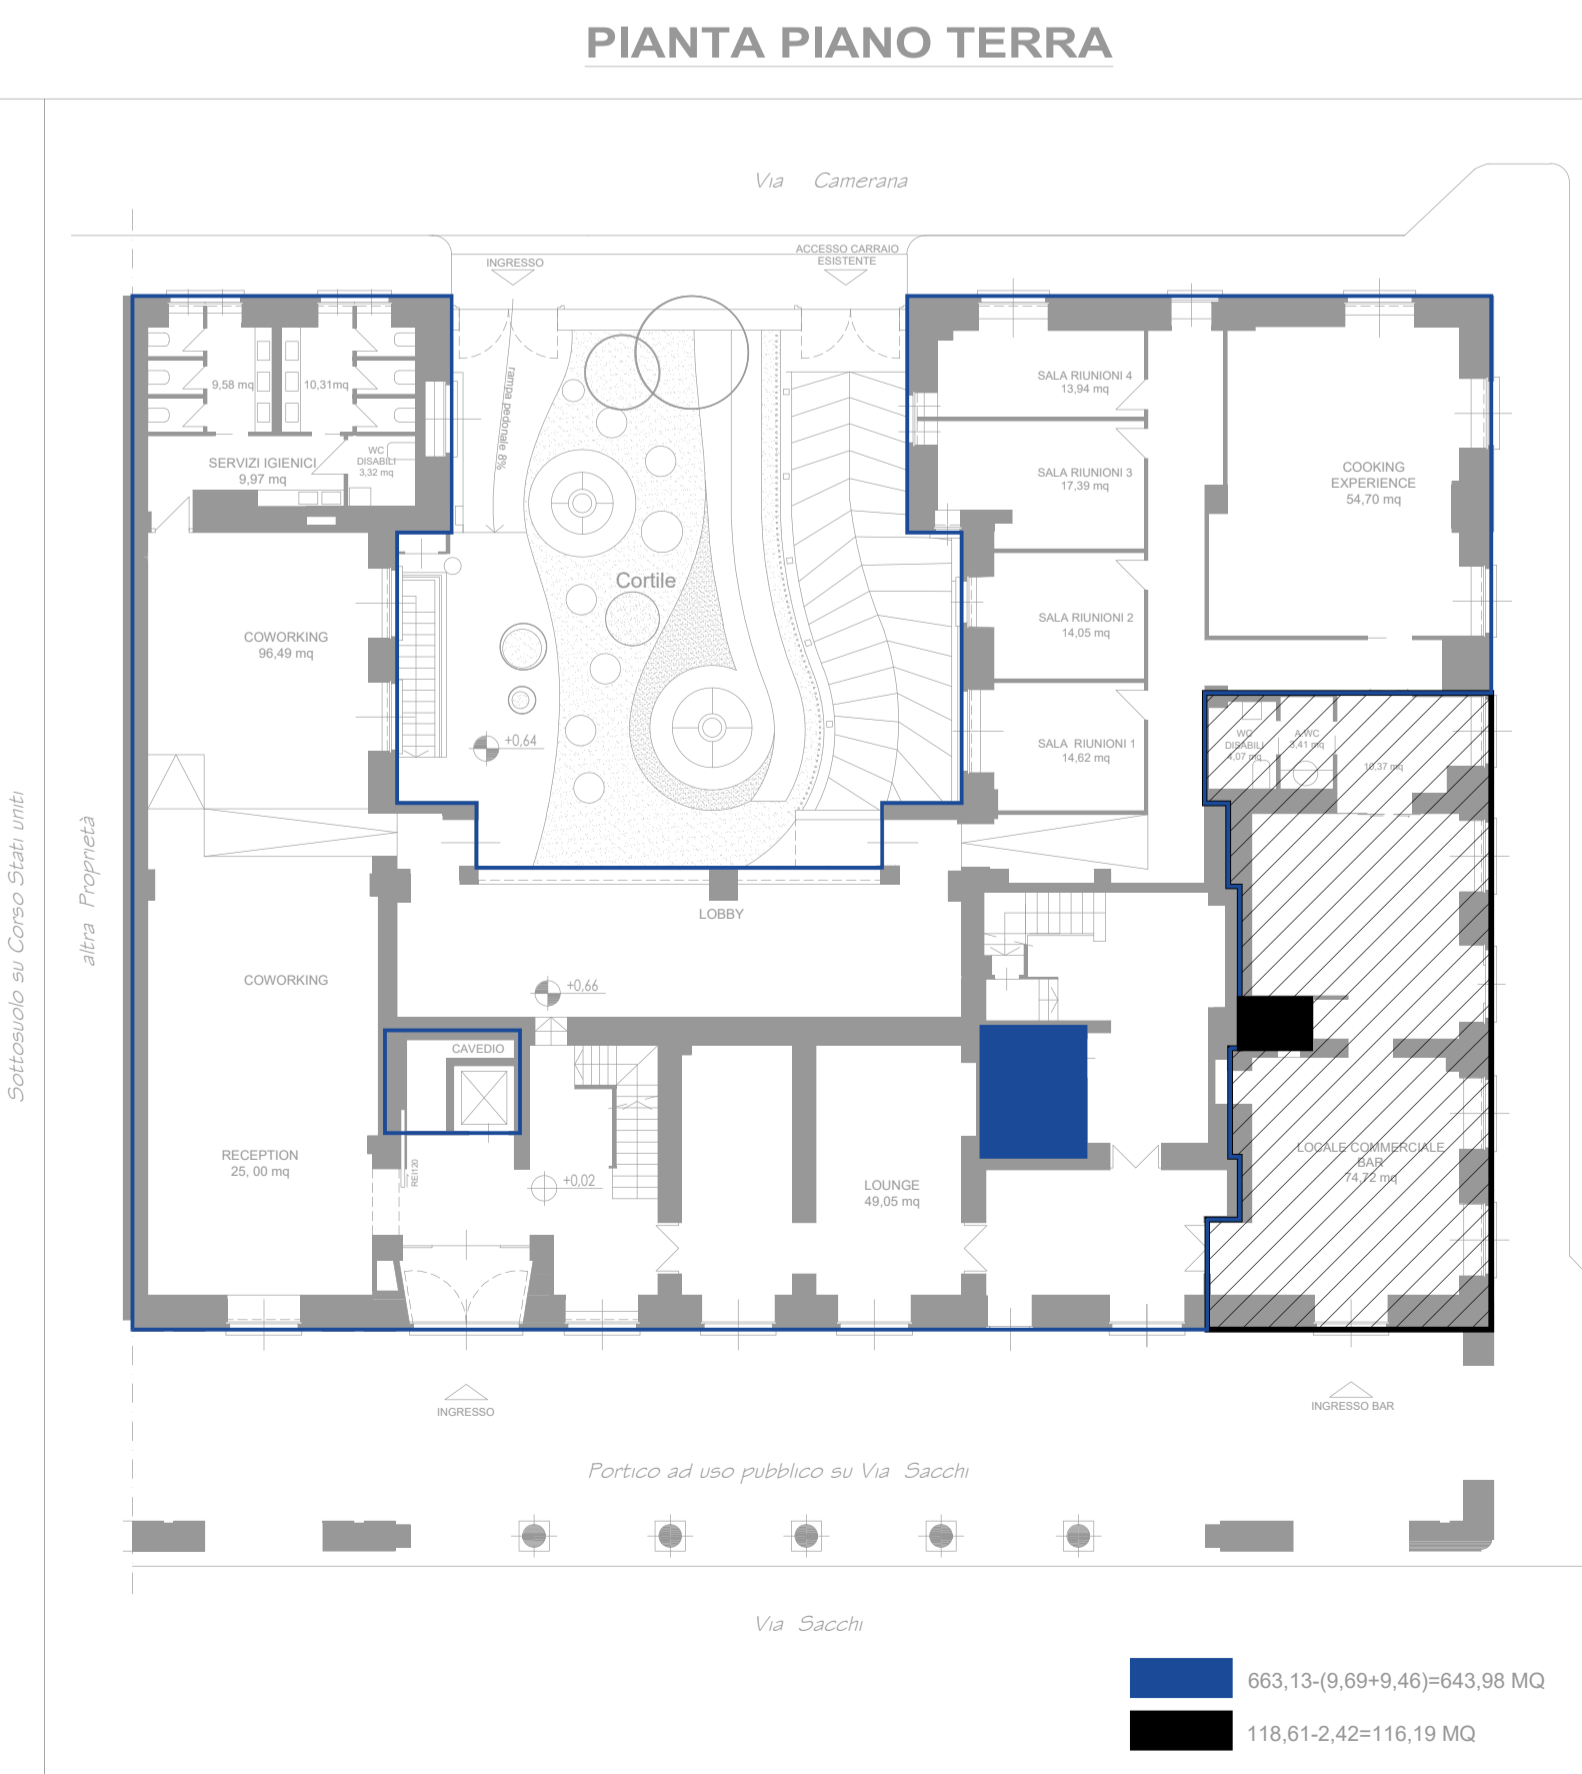 PIANTA PIANO TERRA
Via Camerana
INGRESSO
ACCESSO CARRAIO
ESISTENTE
rampa pedonale 8%
9,58 mq
10,31mq
SERVIZI IGIENICI
9,97 mq
WC
DISABILI
3,32 mq
SALA RIUNIONI 4
13,94 mq
SALA RIUNIONI 3
17,39 mq
COOKING
EXPERIENCE
54,70 mq
Cortile
COWORKING
96,49 mq
SALA RIUNIONI 2
14,05 mq
+0,64
SALA RIUNIONI 1
14,62 mq
WC
DISABILI
4,07 mq
A.WC
3,41 mq
10,37 mq
Sottosuolo su Corso Stati uniti
altra Proprietà
LOBBY
COWORKING
+0,66
CAVEDIO
RECEPTION
25, 00 mq
REI120
+0,02
LOUNGE
49,05 mq
LOCALE COMMERCIALE
BAR
74,72 mq
INGRESSO
INGRESSO BAR
Portico ad uso pubblico su Via Sacchi
Via Sacchi
663,13-(9,69+9,46)=643,98 MQ
118,61-2,42=116,19 MQ